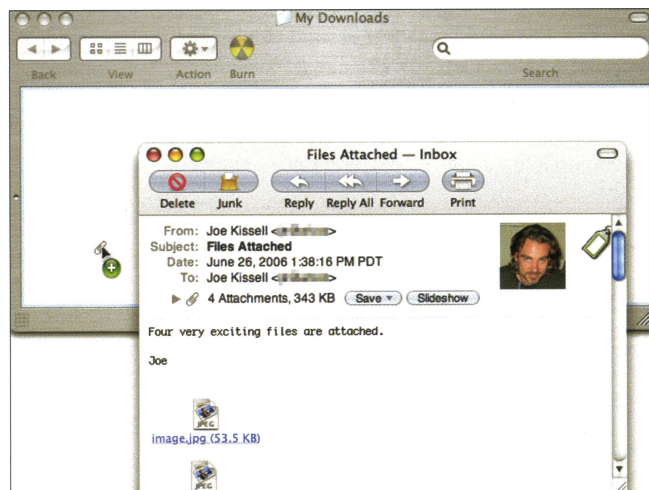 My Downloads
Back View Action Burn Search
Files Attached — Inbox
Delete Junk Reply Reply All Forward Print
From: Joe Kissell <
Subject: Files Attached
Date: June 26, 2006 1:38:16 PM PDT
To: Joe Kissell <
4 Attachments, 343 KB Save Slideshow
Four very exciting files are attached.
Joe
JPEG
image.jpg (53.5 KB)
JPEG